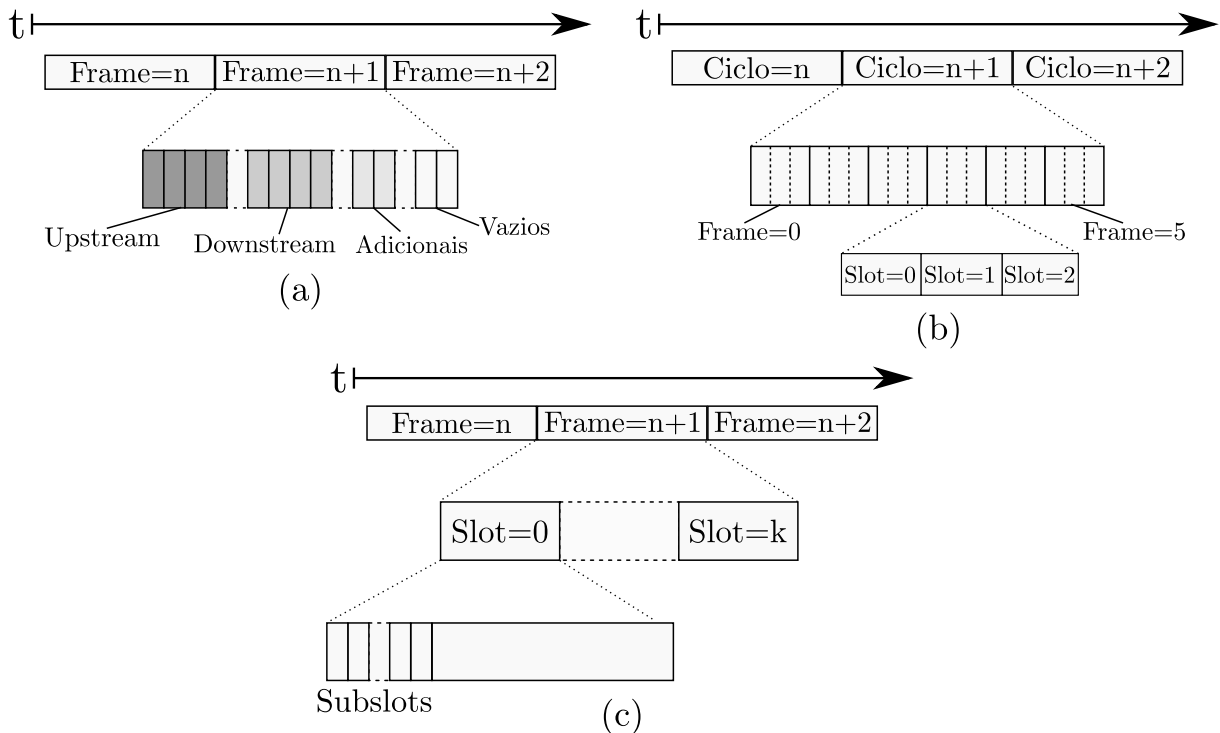 t
Frame=n Frame=n+1 Frame=n+2
Upstream Downstream Adicionais Vazios
(a)
t
Ciclo=n Ciclo=n+1 Ciclo=n+2
Frame=0 Frame=5
Slot=0 Slot=1 Slot=2
(b)
t
Frame=n Frame=n+1 Frame=n+2
Slot=0 Slot=k
Subslots
(c)